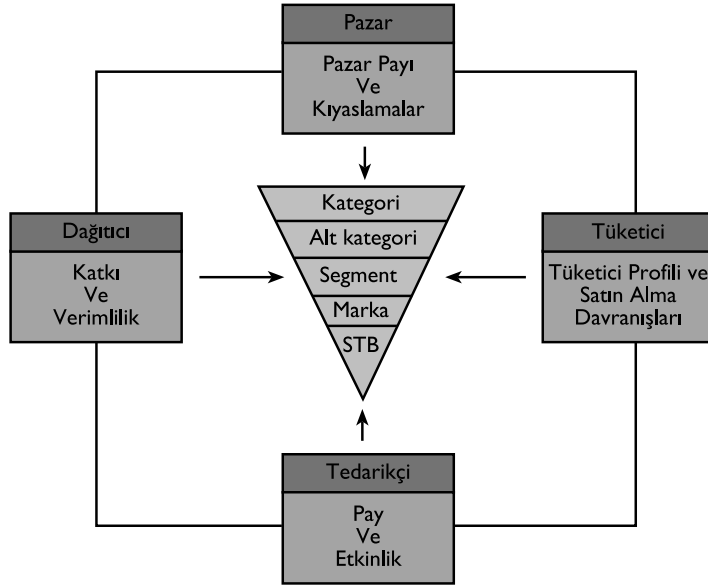 Pazar
Pazar Payı
Ve
Kıyaslamalar
Kategori
Alt kategori
Segment
Marka
STB
Dağıtıcı
Katkı
Ve
Verimlilik
Tüketici
Tüketici Profili ve
Satın Alma
Davranışları
Tedarikçi
Pay
Ve
Etkinlik